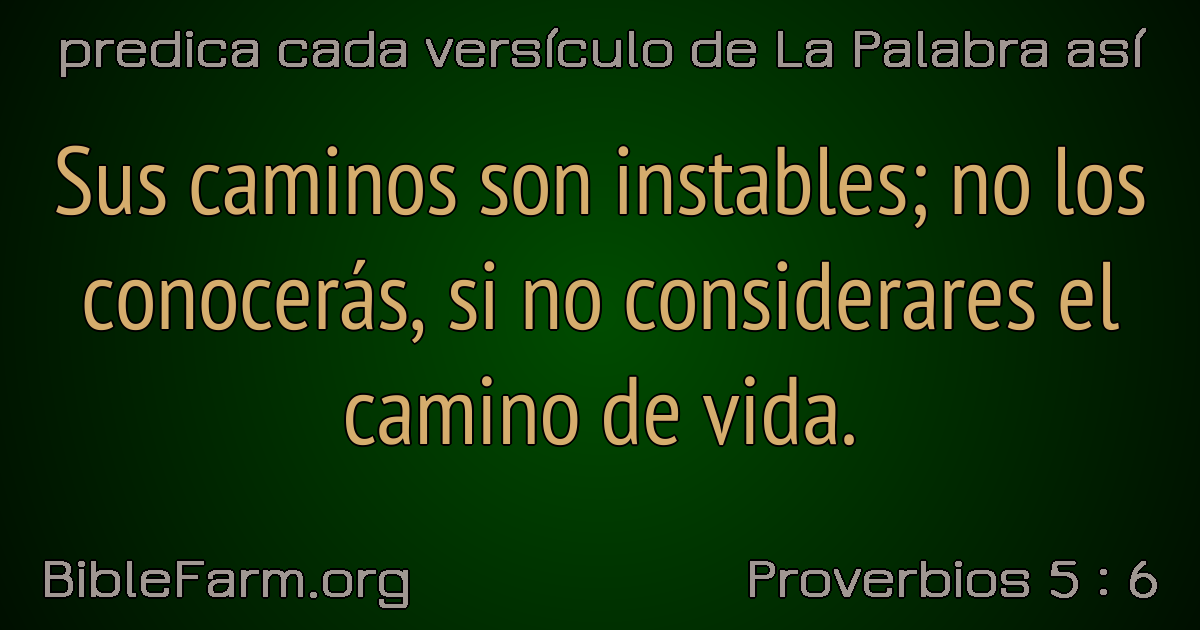 predica cada versículo de La Palabra así
Sus caminos son instables; no los
conocerás, si no considerares el
camino de vida.
BibleFarm.org
Proverbios 5 : 6